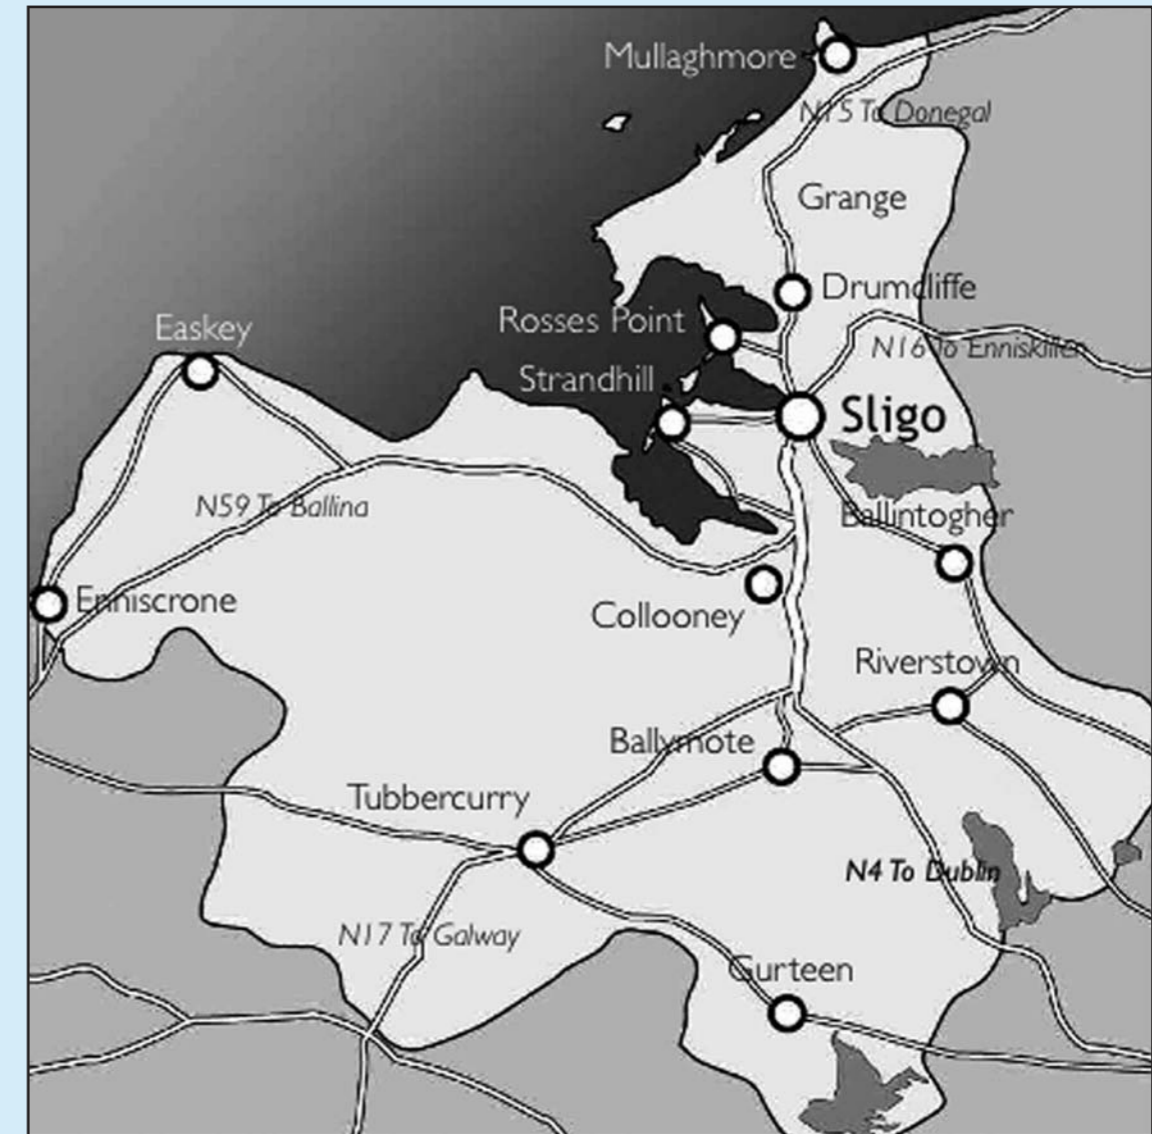 Mullaghmore
N15 To Donegal
Grange
Drumcliffe
Rosses Point
Easkey
N16 To Enniskillen
Strandhill
Sligo
N59 To Ballina
Ballintogher
Enniscrone
Collooney
Riverstown
Ballymote
Tubbercurry
N4 To Dublin
N17 To Galway
Gurteen